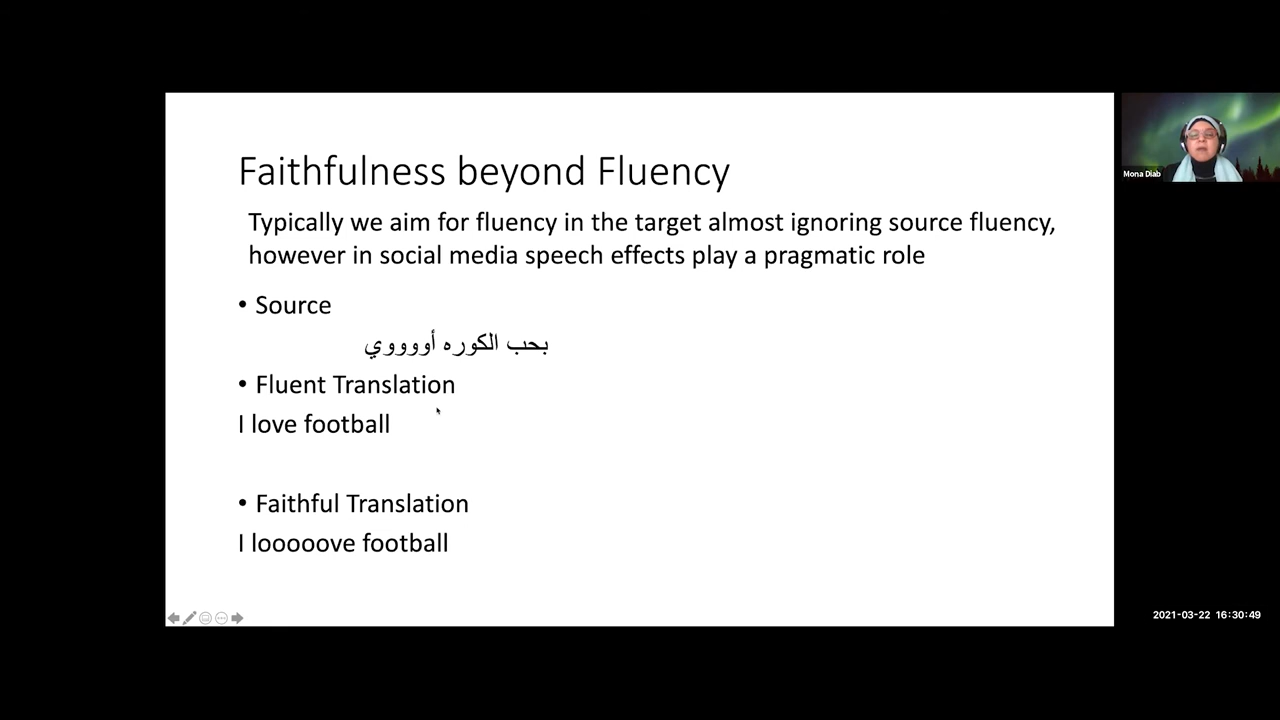 Faithfulness beyond Fluency
Typically we aim for fluency in the target almost ignoring source fluency,
however in social media speech effects play a pragmatic role
• Source
بحب الكوره أووووي
• Fluent Translation
I love football
• Faithful Translation
I looooove football
Mona Diab
2021-03-22 16:30:49